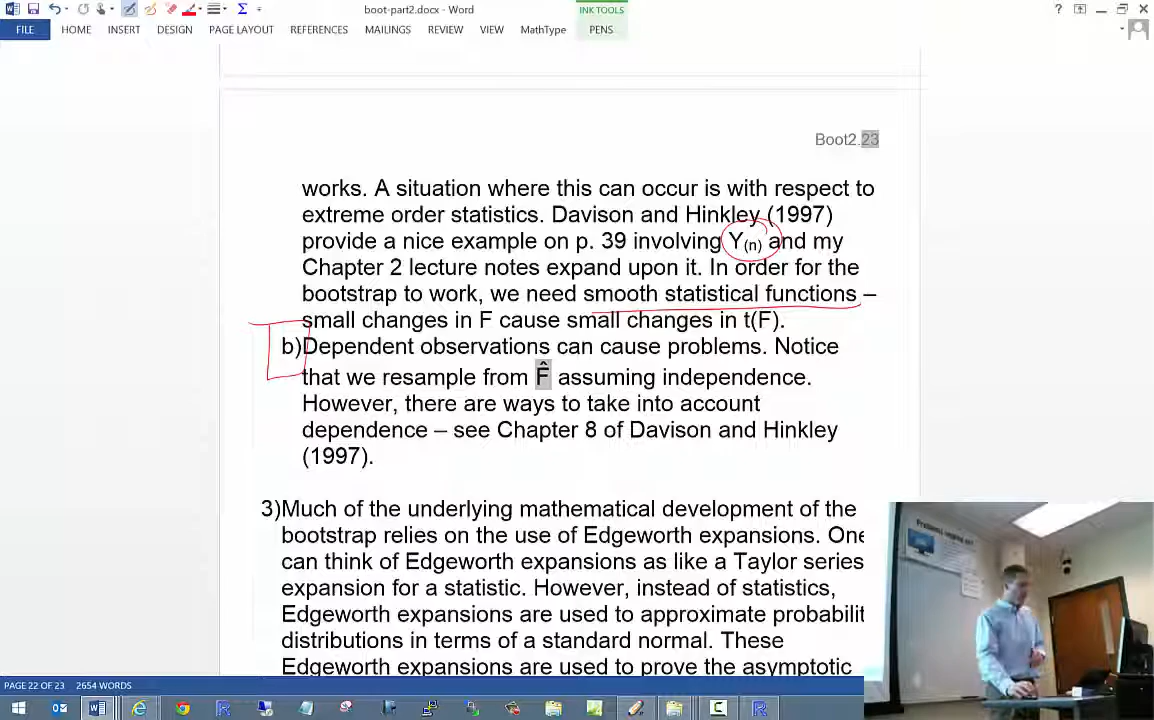 boot-part2.docx - Word
INK TOOLS
FILE HOME INSERT DESIGN PAGE LAYOUT REFERENCES MAILINGS REVIEW VIEW MathType PENS
Boot2.23
works. A situation where this can occur is with respect to
extreme order statistics. Davison and Hinkley (1997)
provide a nice example on p. 39 involving Y(n) and my
Chapter 2 lecture notes expand upon it. In order for the
bootstrap to work, we need smooth statistical functions –
small changes in F cause small changes in t(F).
b)Dependent observations can cause problems. Notice
that we resample from F̂ assuming independence.
However, there are ways to take into account
dependence – see Chapter 8 of Davison and Hinkley
(1997).
3)Much of the underlying mathematical development of the
bootstrap relies on the use of Edgeworth expansions. One
can think of Edgeworth expansions as like a Taylor series
expansion for a statistic. However, instead of statistics,
Edgeworth expansions are used to approximate probabilit
distributions in terms of a standard normal. These
Edgeworth expansions are used to prove the asymptotic
PAGE 22 OF 23 2654 WORDS